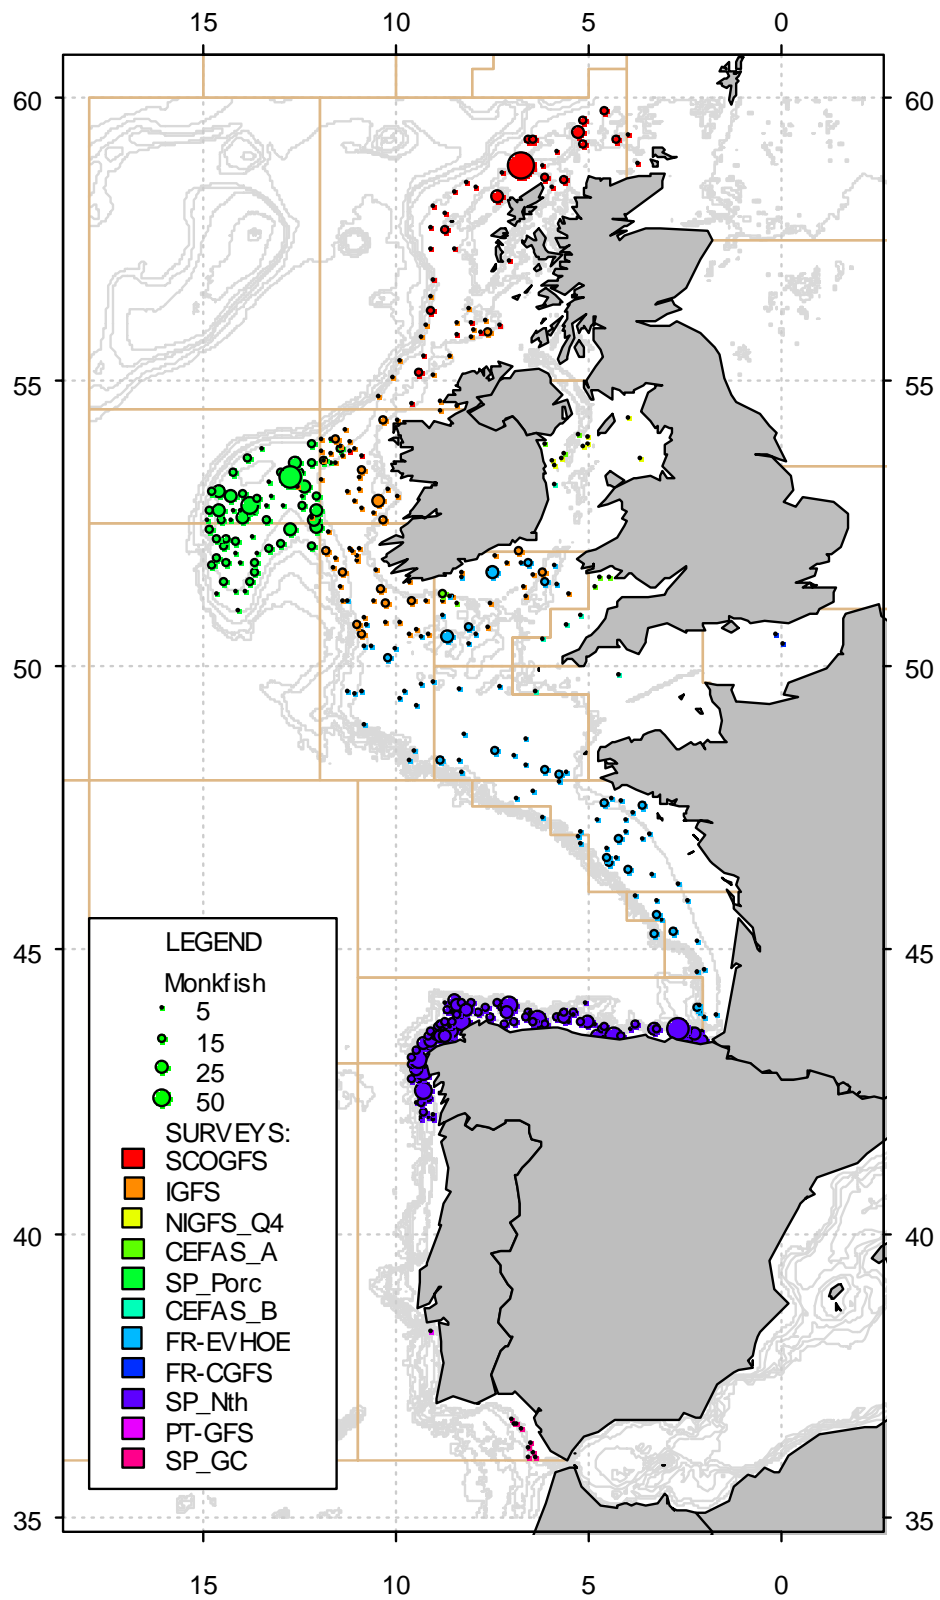 15 10 5 0
60 60
55 55
50 50
45 45
LEGEND
Monkfish
5
15
25
50
SURVEYS:
SCOGFS
IGFS
NIGFS_Q4
CEFAS_A
SP_Porc
CEFAS_B
FR-EVHOE
FR-CGFS
SP_Nth
PT-GFS
SP_GC
40
35 35
15 10 5 0